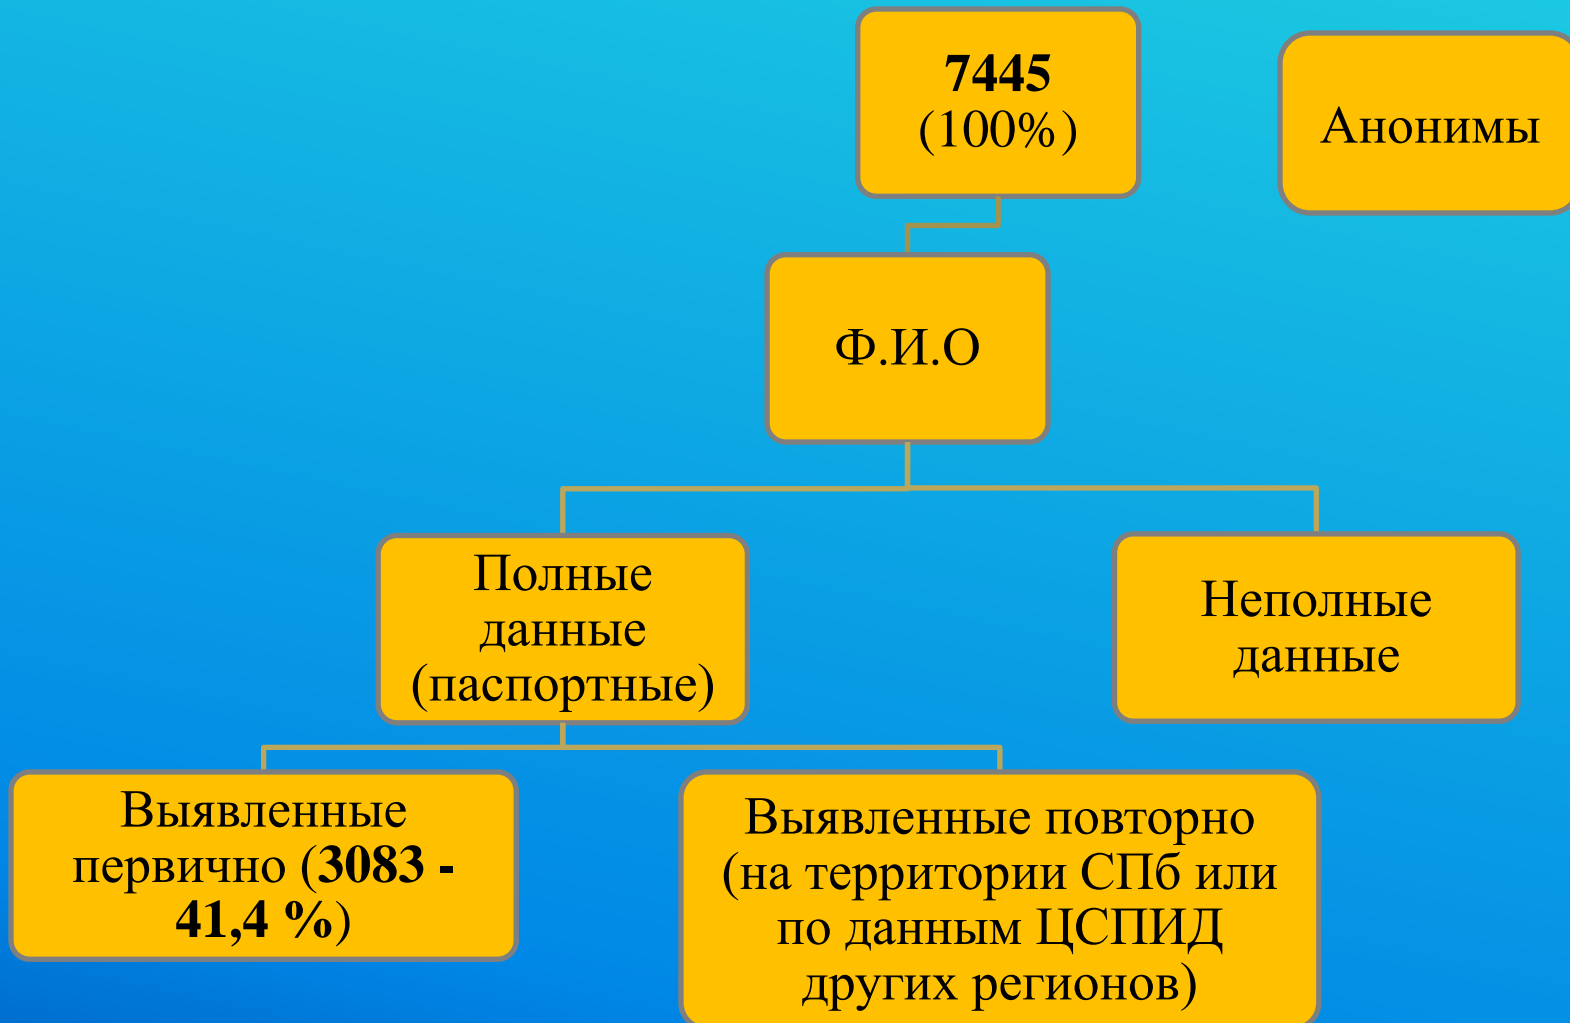 7445
(100%)
Анонимы
Ф.И.О
Полные
данные
(паспортные)
Неполные
данные
Выявленные
первично (3083 -
41,4 %)
Выявленные повторно
(на территории СПб или
по данным ЦСПИД
других регионов)